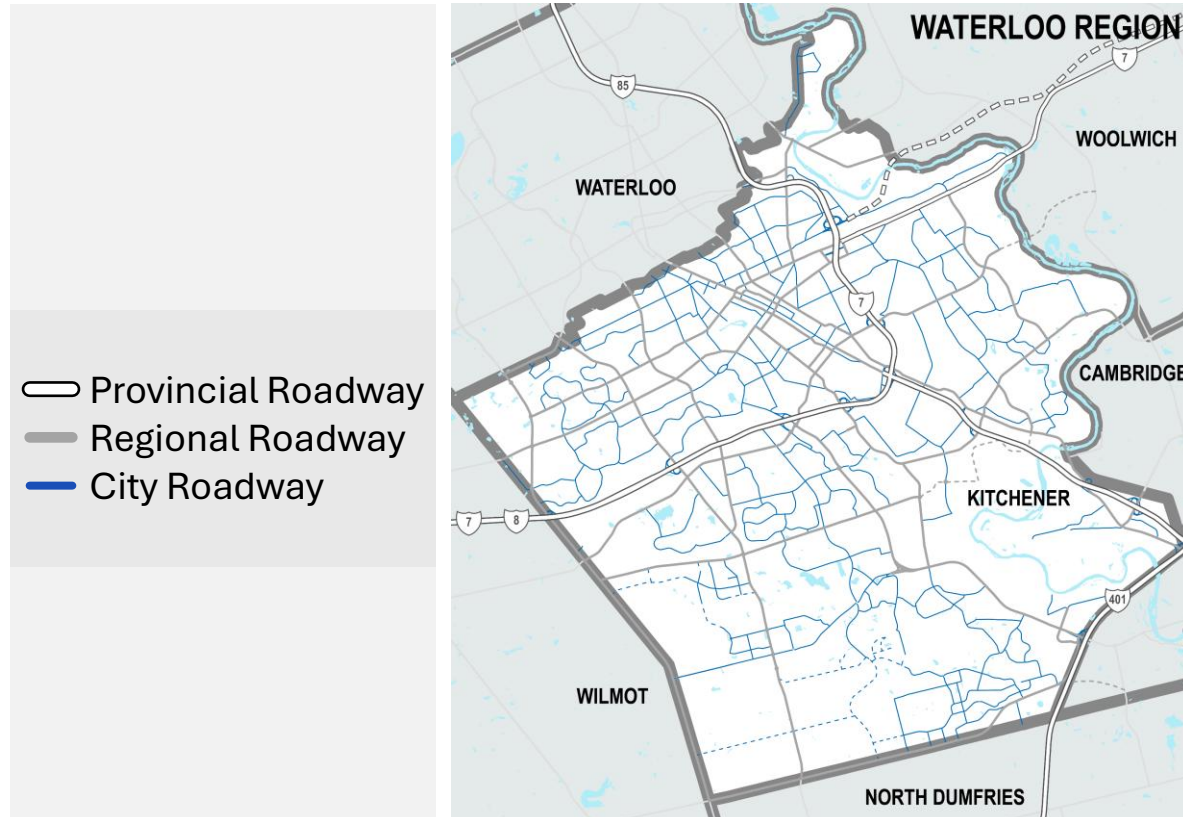 Provincial Roadway
Regional Roadway
City Roadway
WATERLOO REGION
7
85
WOOLWICH
WATERLOO
7
CAMBRIDGE
KITCHENER
7
8
401
WILMOT
NORTH DUMFRIES